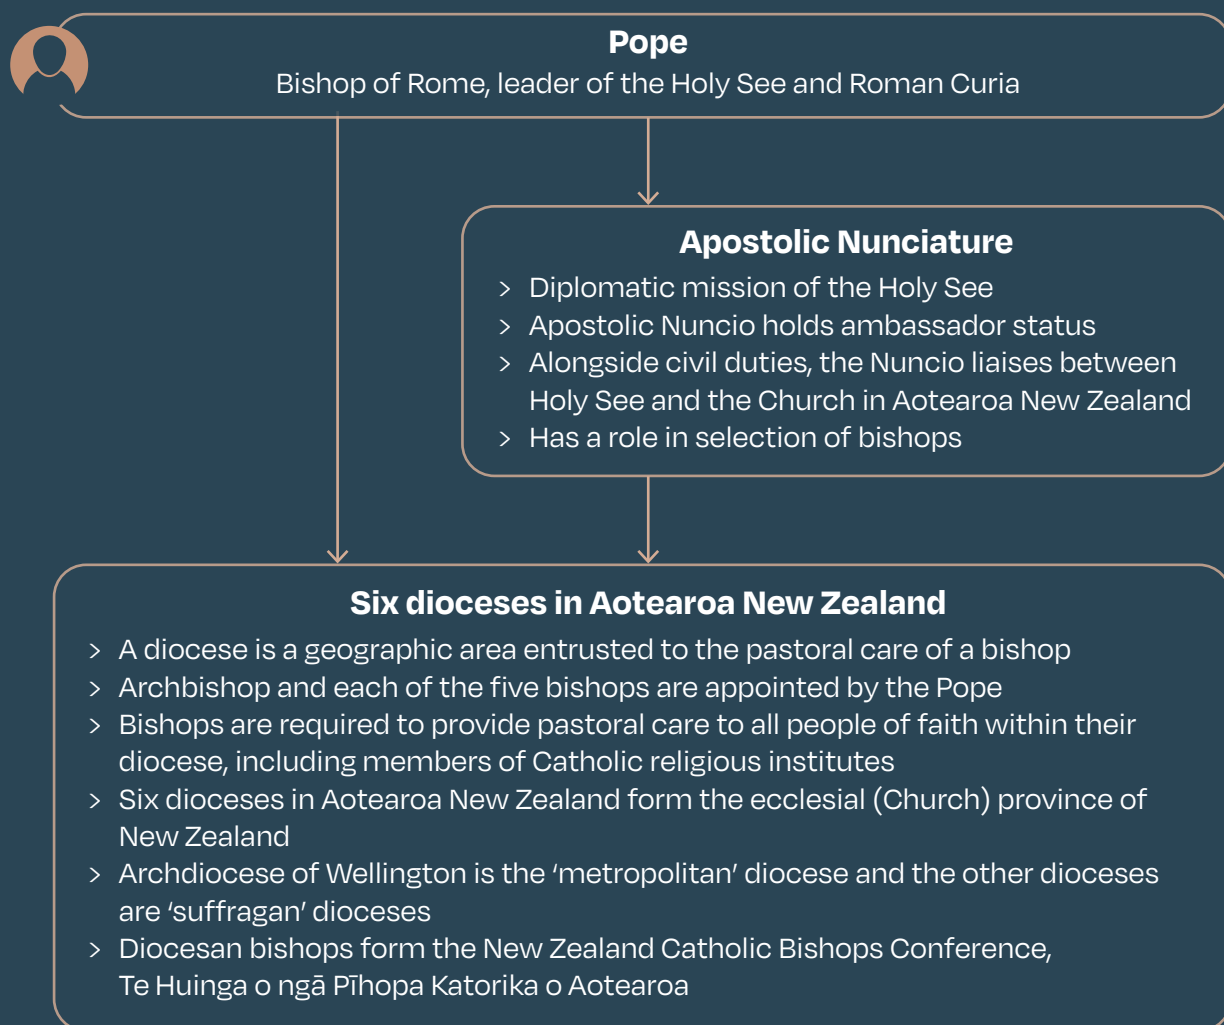 Pope
Bishop of Rome, leader of the Holy See and Roman Curia
Apostolic Nunciature
> Diplomatic mission of the Holy See
> Apostolic Nuncio holds ambassador status
> Alongside civil duties, the Nuncio liaises between
Holy See and the Church in Aotearoa New Zealand
> Has a role in selection of bishops
Six dioceses in Aotearoa New Zealand
> A diocese is a geographic area entrusted to the pastoral care of a bishop
> Archbishop and each of the five bishops are appointed by the Pope
> Bishops are required to provide pastoral care to all people of faith within their
diocese, including members of Catholic religious institutes
> Six dioceses in Aotearoa New Zealand form the ecclesial (Church) province of
New Zealand
> Archdiocese of Wellington is the ‘metropolitan’ diocese and the other dioceses
are ‘suffragan’ dioceses
> Diocesan bishops form the New Zealand Catholic Bishops Conference,
Te Huinga o ngā Pīhopa Katorika o Aotearoa